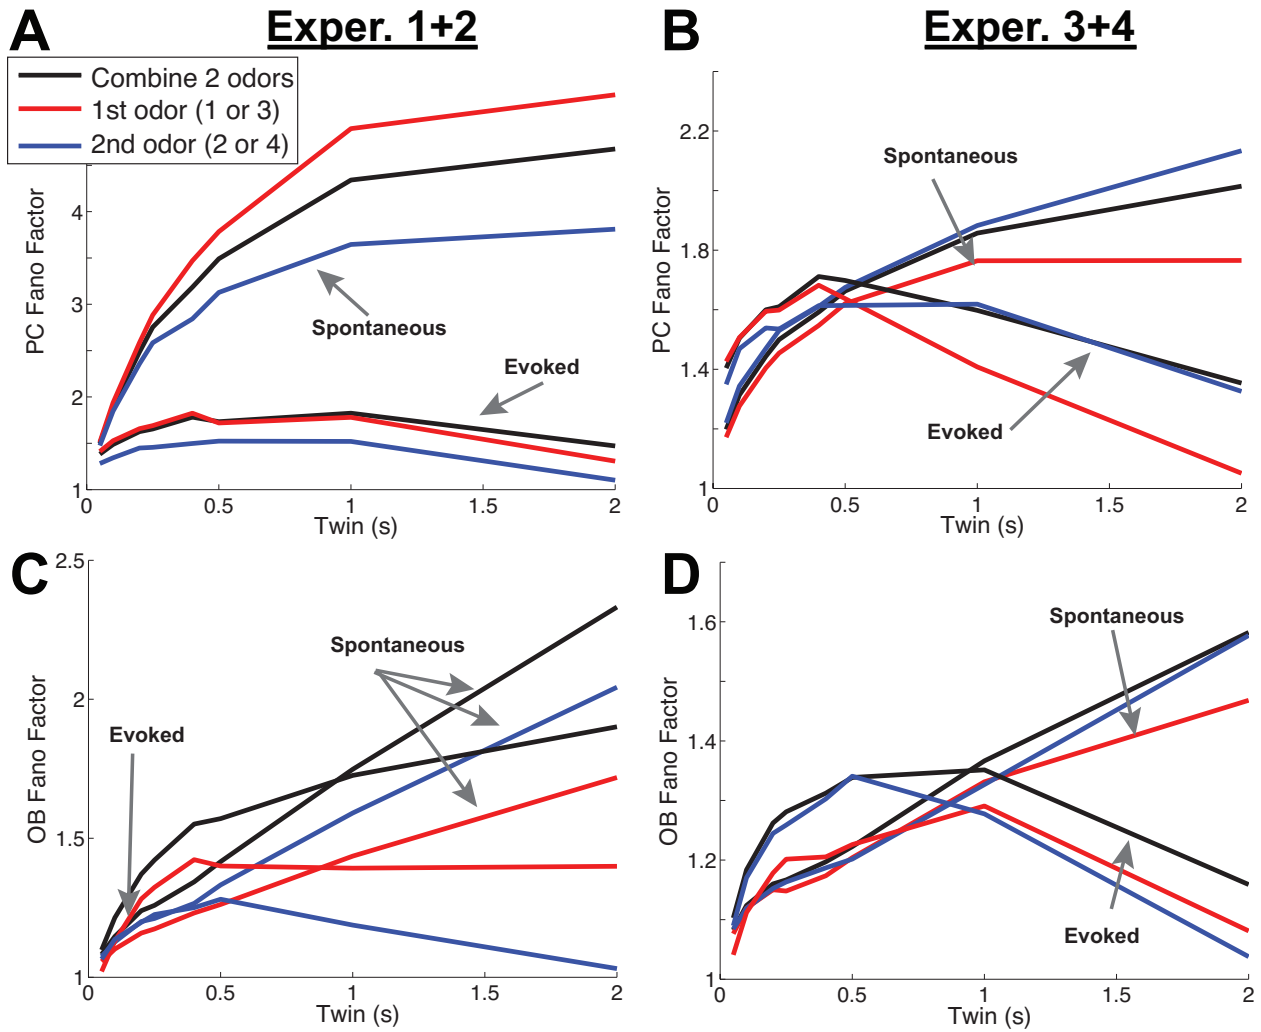 A
Exper. 1+2
Combine 2 odors
1st odor (1 or 3)
2nd odor (2 or 4)
4
3
2
1
PC Fano Factor
Spontaneous
Evoked
0
0.5
1
1.5
2
Twin (s)
B
Exper. 3+4
2.2
1.8
1.4
1
PC Fano Factor
Spontaneous
Evoked
0
0.5
1
1.5
2
Twin (s)
C
2.5
2
1.5
1
OB Fano Factor
Spontaneous
Evoked
0
0.5
1
1.5
2
Twin (s)
D
1.6
1.4
1.2
1
OB Fano Factor
Spontaneous
Evoked
0
0.5
1
1.5
2
Twin (s)